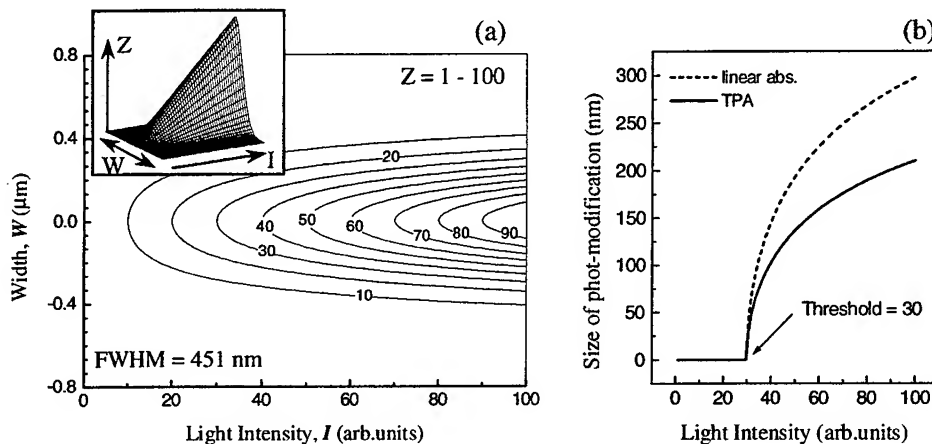 (a)
Z
W
I
Z = 1 - 100
0.8
0.4
0.0
-0.4
-0.8
Width, W (μm)
20
40
50
60
70
80
90
30
10
FWHM = 451 nm
0 20 40 60 80 100
Light Intensity, I (arb.units)
(b)
linear abs.
TPA
300
250
200
150
100
50
0
Size of phot-modification (nm)
Threshold = 30
0 20 40 60 80 100
Light Intensity (arb.units)